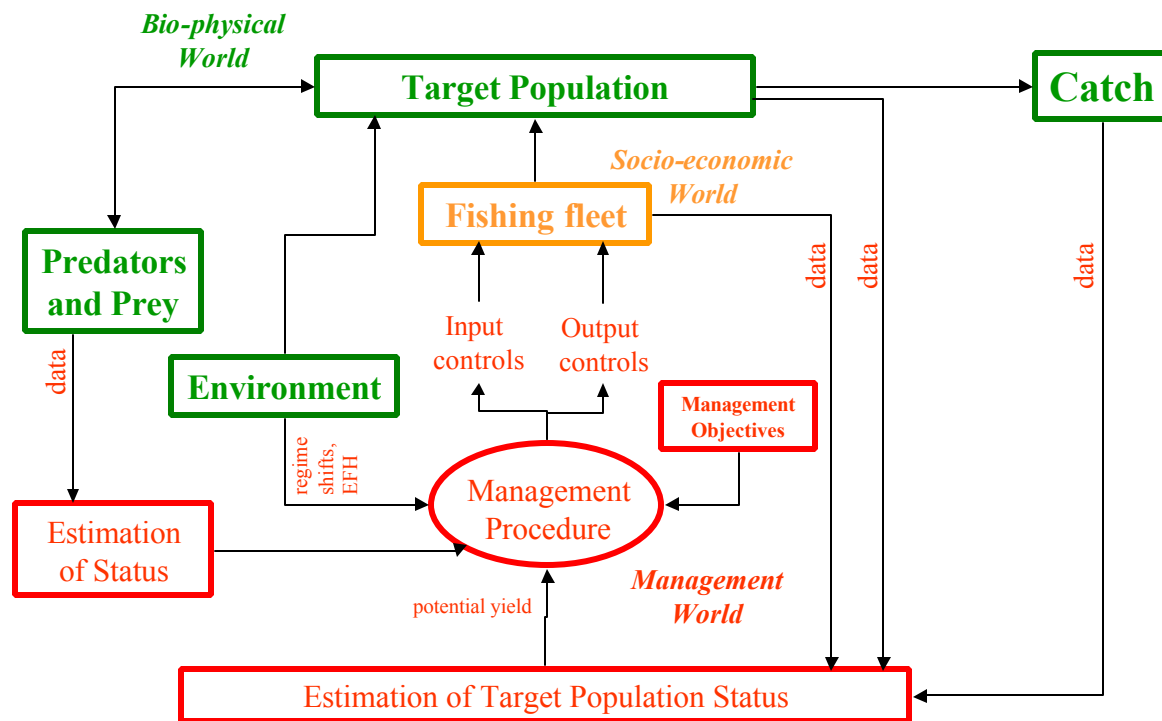 Bio-physical
World
Target Population
Catch
Socio-economic
World
Fishing fleet
Predators
and Prey
data
data
data
data
Input
controls
Output
controls
Environment
Management
Objectives
regime
shifts,
EFH
Management
Procedure
Estimation
of Status
Management
World
potential yield
Estimation of Target Population Status